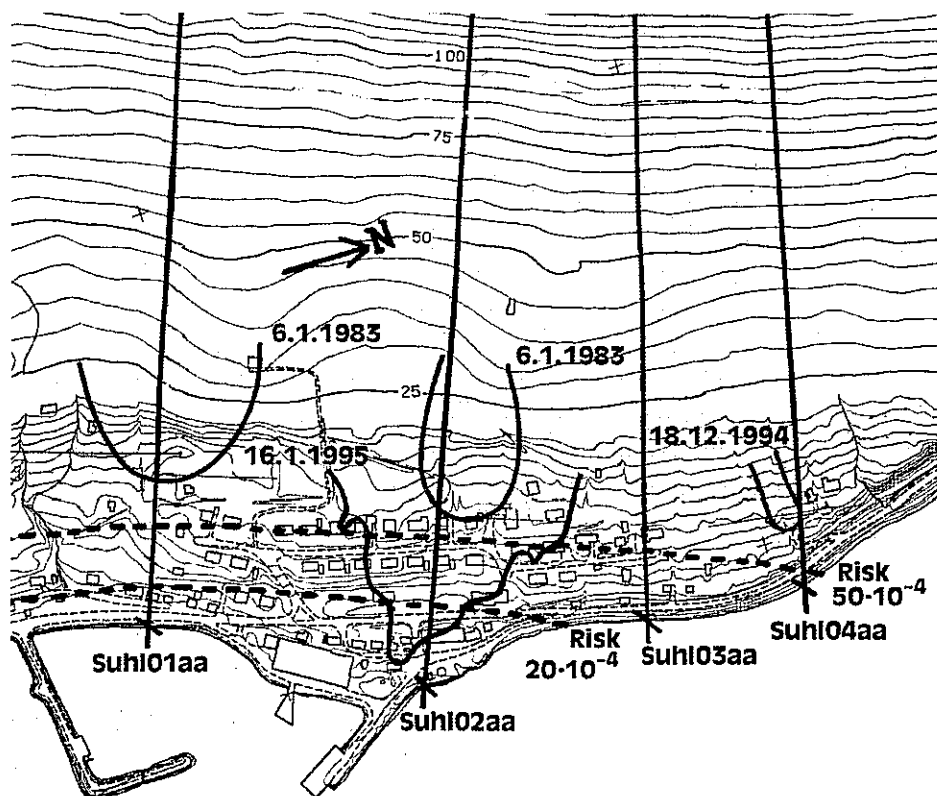 100
75
N
50
6.1.1983
6.1.1983
25
18.12.1994
16.1.1995
Risk
50·10⁻⁴
Suhl04aa
Risk
20·10⁻⁴
Suhl03aa
Suhl01aa
Suhl02aa